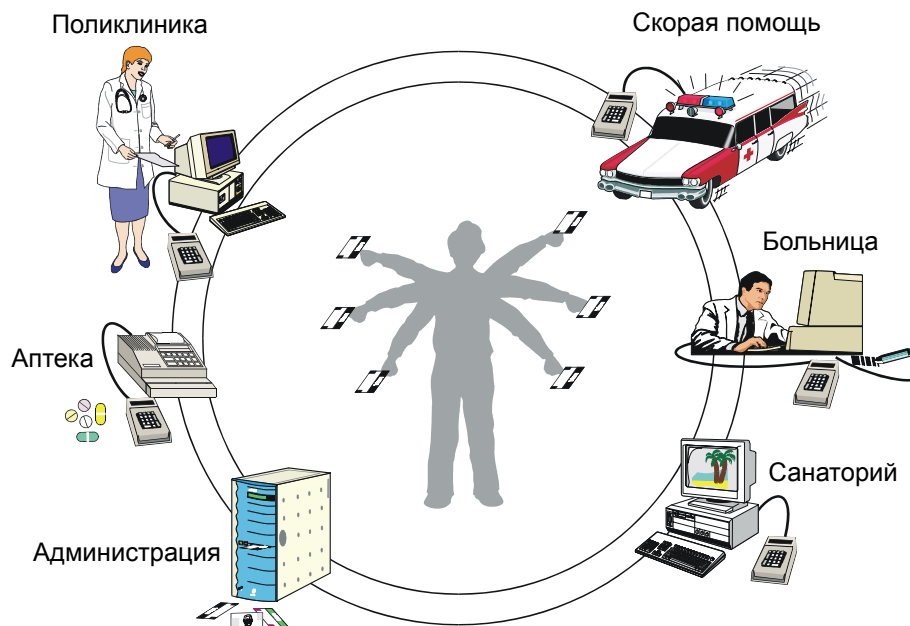 Поликлиника
Скорая помощь
Больница
Аптека
Санаторий
Администрация